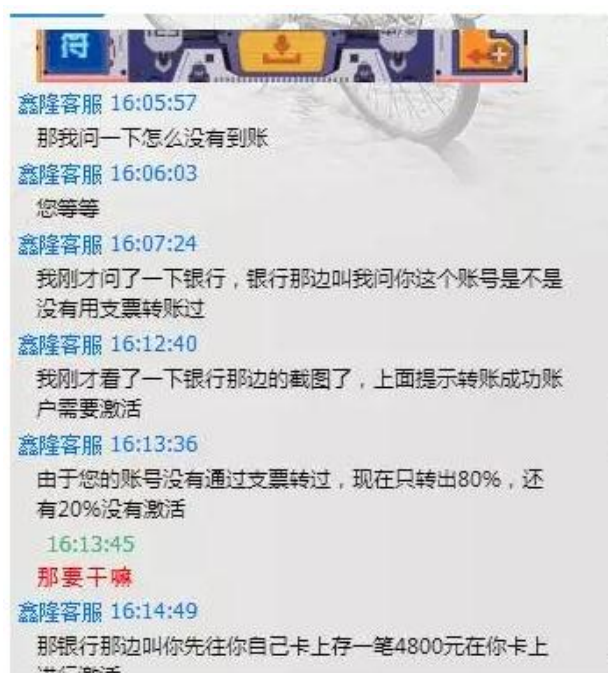 鑫隆客服 16:05:57
那我问一下怎么没有到账
鑫隆客服 16:06:03
您等等
鑫隆客服 16:07:24
我刚才问了一下银行，银行那边叫我问你这个账号是不是
没有用支票转账过
鑫隆客服 16:12:40
我刚才看了一下银行那边的截图了，上面提示转账成功账
户需要激活
鑫隆客服 16:13:36
由于您的账号没有通过支票转过，现在只转出80%，还
有20%没有激活
16:13:45
那要干嘛
鑫隆客服 16:14:49
那银行那边叫你先往你自己卡上存一笔4800元在你卡上
进行激活